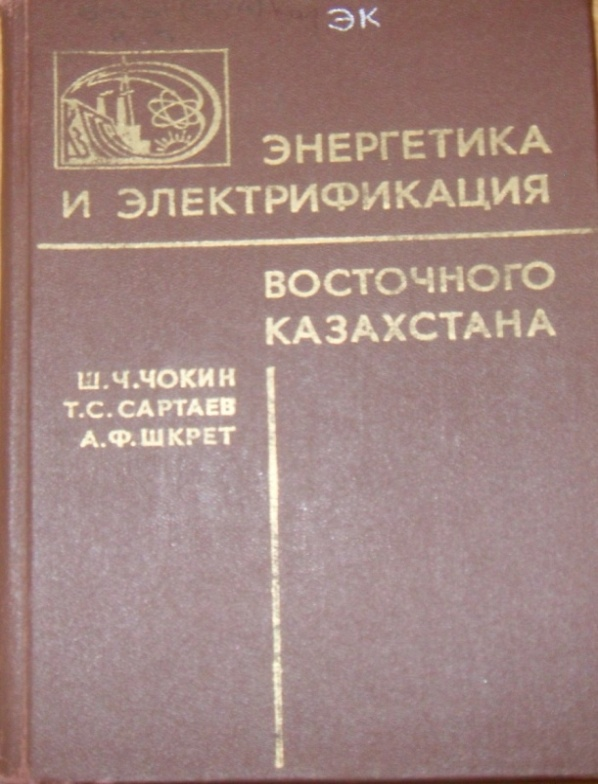 ЭК
ЭНЕРГЕТИКА
И ЭЛЕКТРИФИКАЦИЯ
ВОСТОЧНОГО
КАЗАХСТАНА
Ш.Ч.ЧОКИН
Т.С.САРТАЕВ
А.Ф.ШКРЕТ